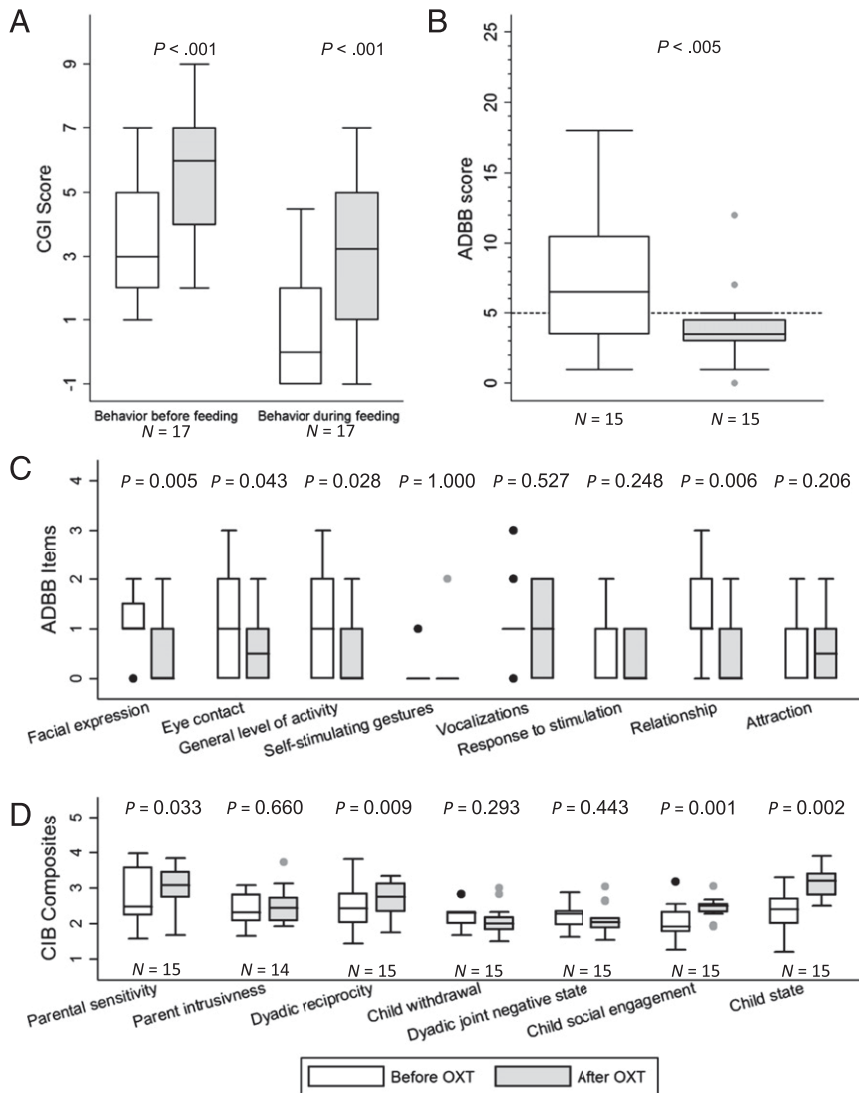 A
P < .001
P < .001
CGI Score
9
7
5
3
1
-1
Behavior before feeding
Behavior during feeding
N = 17
N = 17
B
P < .005
ADBB score
25
20
15
10
5
0
N = 15
N = 15
C
P = 0.005
P = 0.043
P = 0.028
P = 1.000
P = 0.527
P = 0.248
P = 0.006
P = 0.206
ADBB Items
4
3
2
1
0
Facial expression
Eye contact
General level of activity
Self-stimulating gestures
Vocalizations
Response to stimulation
Relationship
Attraction
D
P = 0.033
P = 0.660
P = 0.009
P = 0.293
P = 0.443
P = 0.001
P = 0.002
CIB Composites
5
4
3
2
1
N = 15
N = 14
N = 15
N = 15
N = 15
N = 15
N = 15
Parental sensitivity
Parent intrusivness
Dyadic reciprocity
Child withdrawal
Dyadic joint negative state
Child social engagement
Child state
Before OXT
After OXT